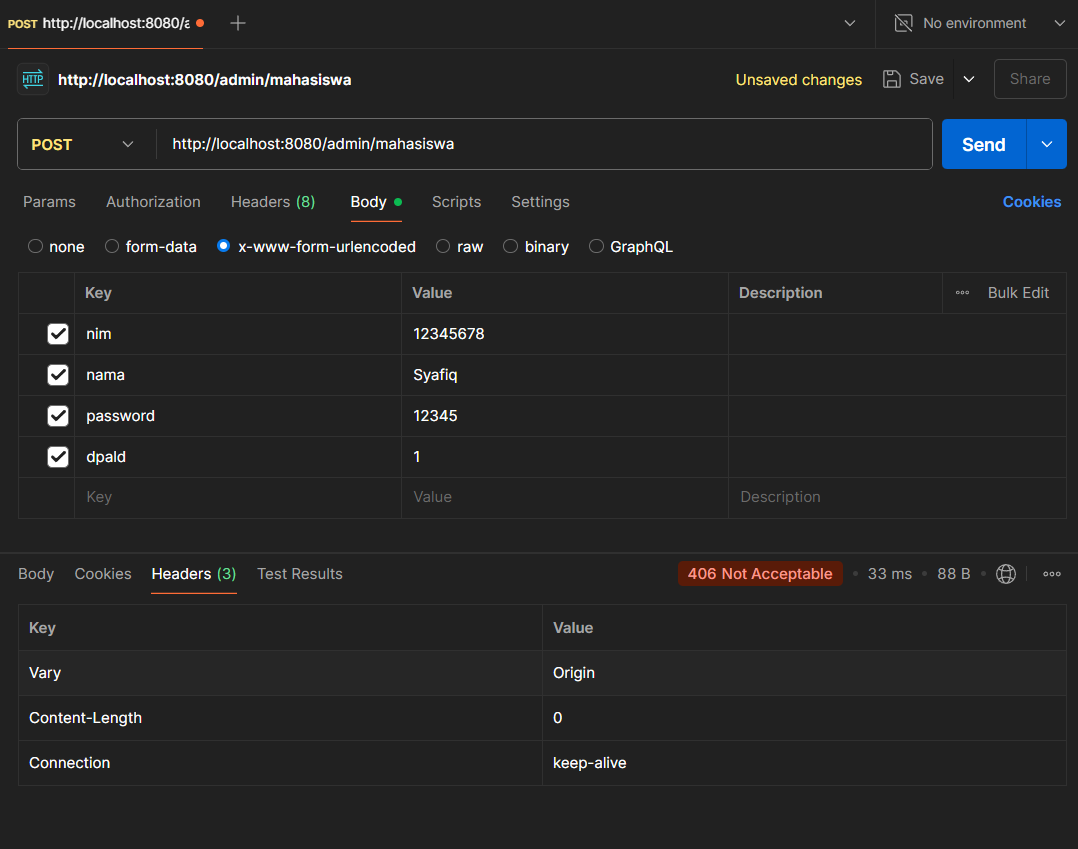 POST http://localhost:8080/a
No environment
HTTP http://localhost:8080/admin/mahasiswa
Unsaved changes Save Share
POST http://localhost:8080/admin/mahasiswa Send
Params Authorization Headers (8) Body Scripts Settings Cookies
none form-data x-www-form-urlencoded raw binary GraphQL
Key Value Description Bulk Edit
nim 12345678
nama Syafiq
password 12345
dpaId 1
Key Value Description
Body Cookies Headers (3) Test Results 406 Not Acceptable 33 ms 88 B
Key Value
Vary Origin
Content-Length 0
Connection keep-alive